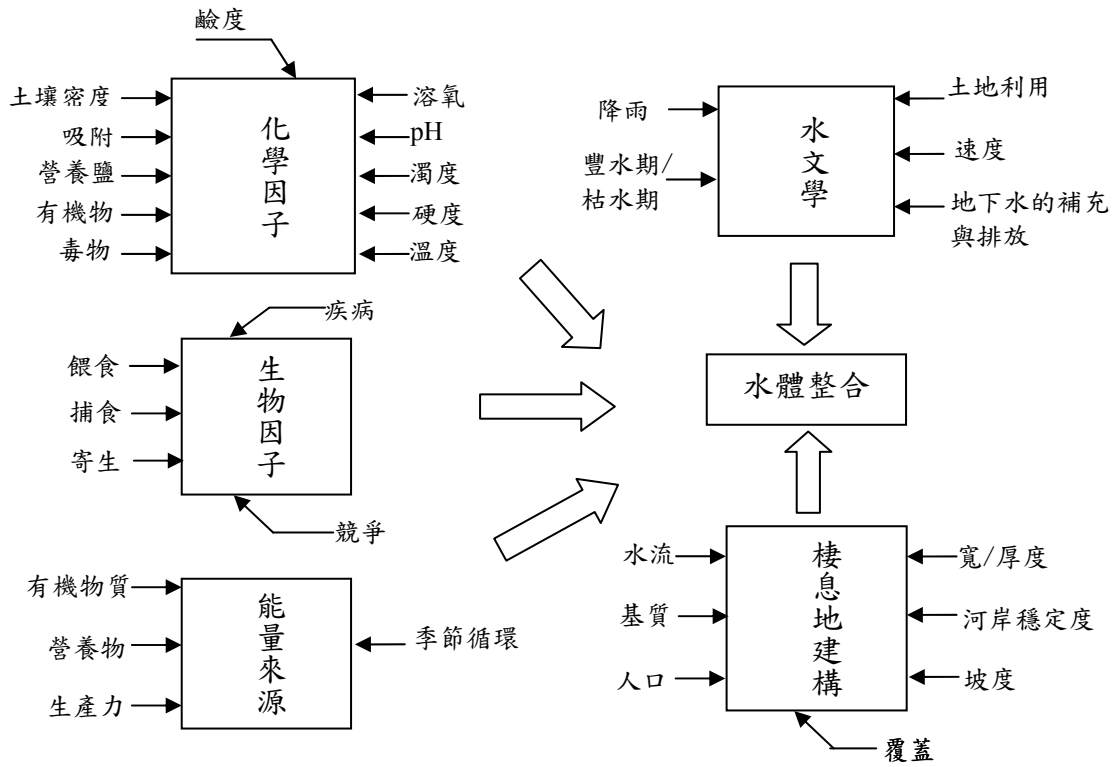 鹼度
土壤密度
吸附
營養鹽
有機物
毒物
化學因子
溶氧
pH
濁度
硬度
溫度
疾病
餵食
捕食
寄生
生物因子
競爭
有機物質
營養物
生產力
能量來源
季節循環
降雨
豐水期/
枯水期
水文學
土地利用
速度
地下水的補充
與排放
水體整合
水流
基質
人口
棲息地建構
寬/厚度
河岸穩定度
坡度
覆蓋